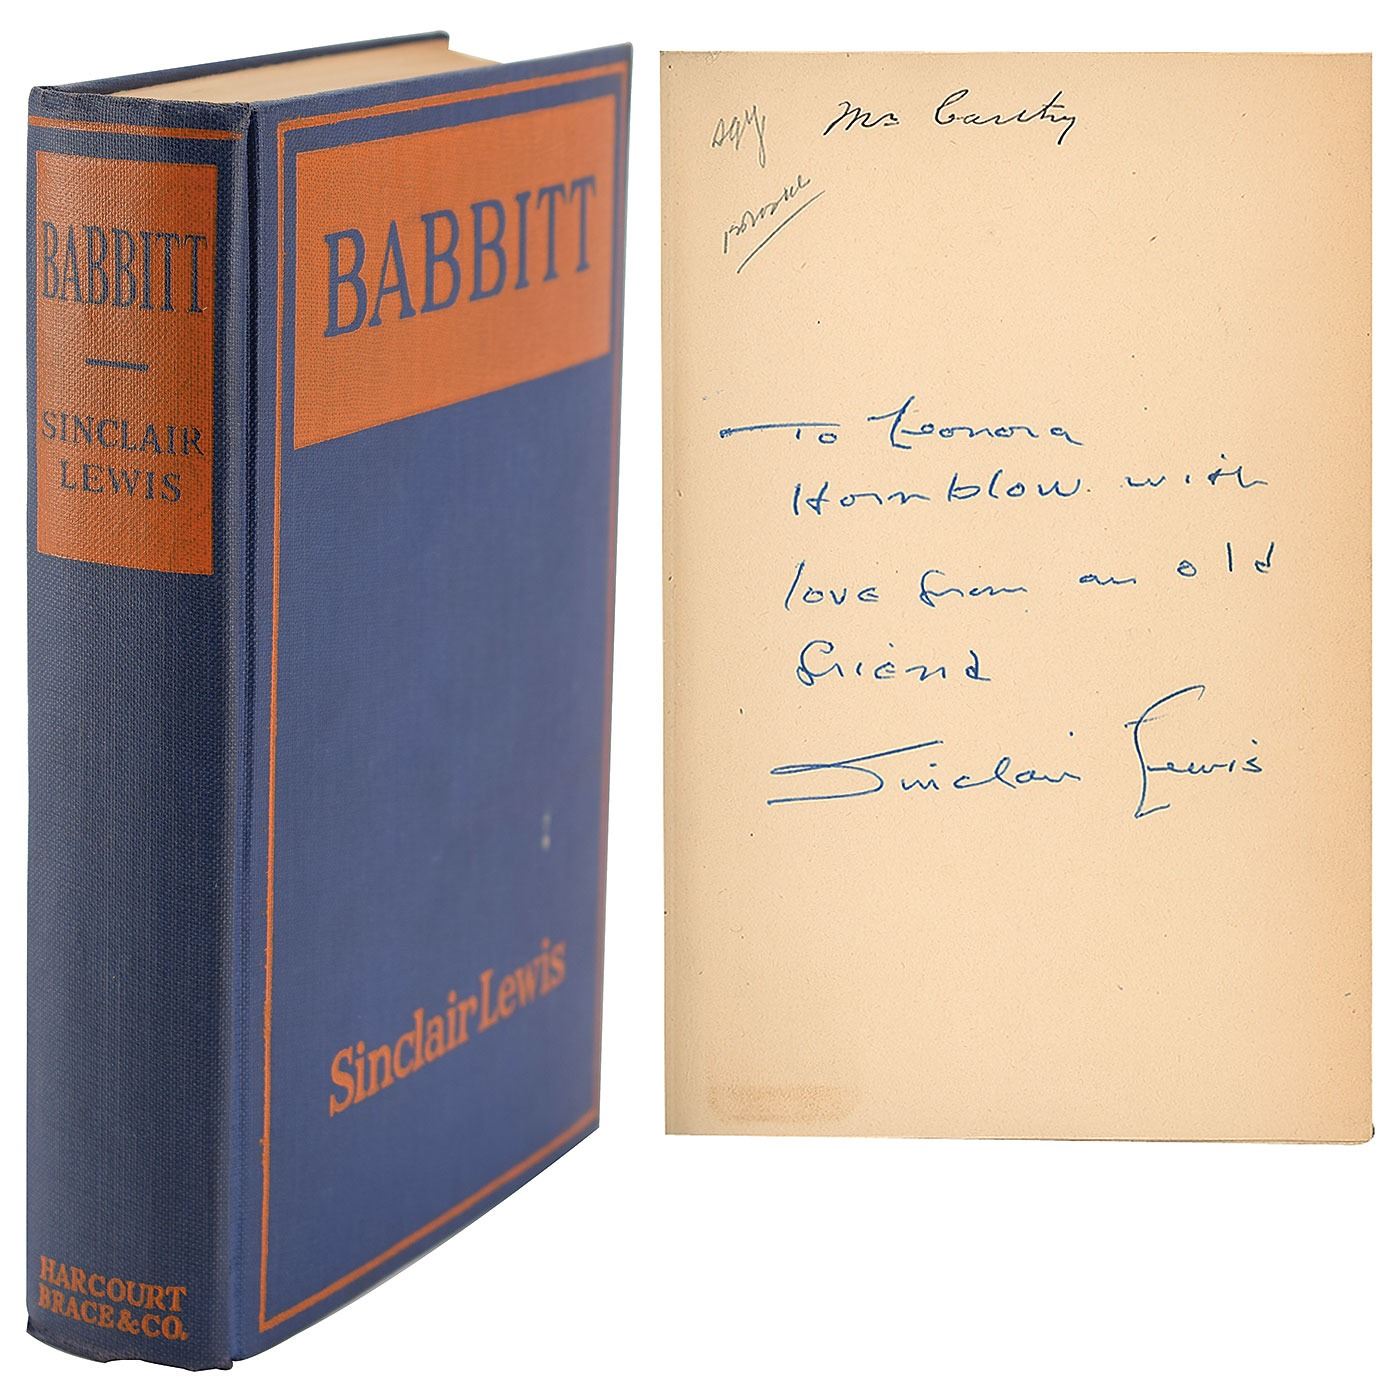 BABBITT
SINCLAIR
LEWIS
HARCOURT
BRACE & CO.
BABBITT
Sinclair Lewis
Mc Carthy
To Leonora
Hornblow with
love from an old
friend
Sinclair Lewis